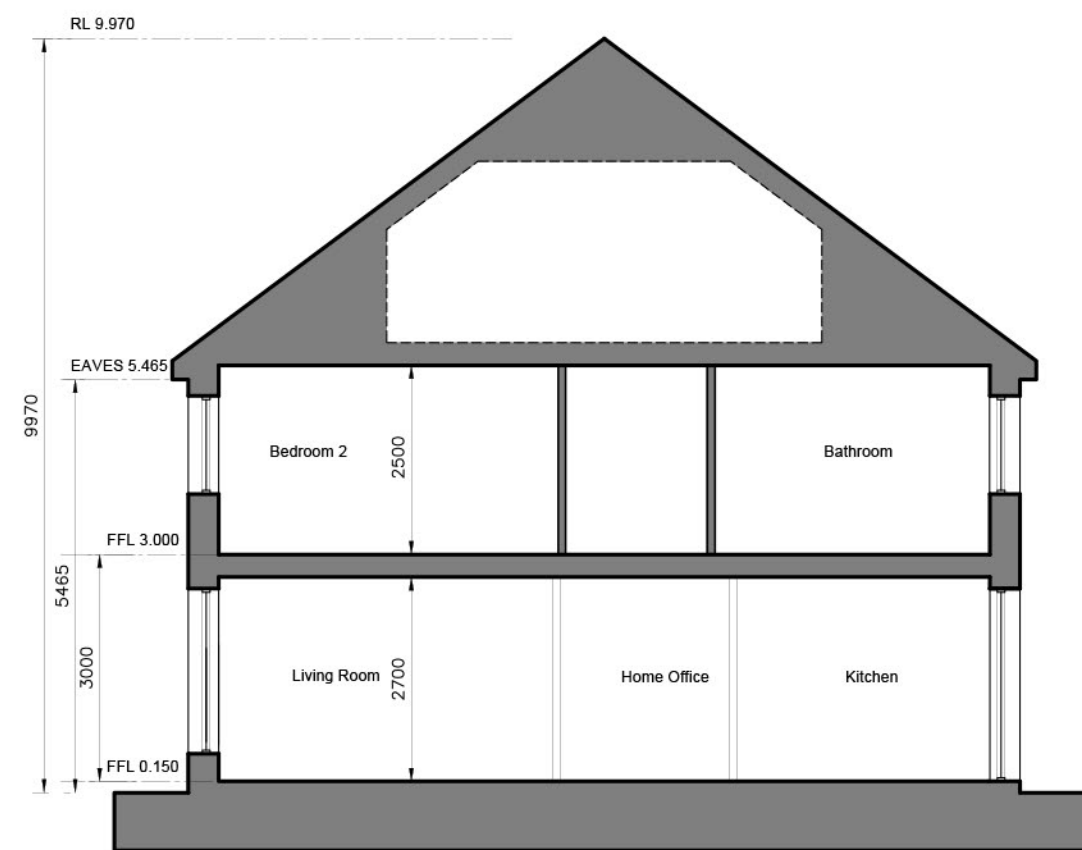 RL 9.970
EAVES 5.465
9970
Bedroom 2
2500
Bathroom
FFL 3.000
5465
3000
Living Room
2700
Home Office
Kitchen
FFL 0.150